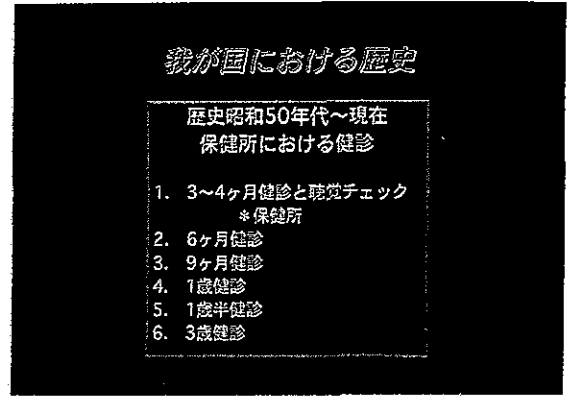 我が国における歴史
歴史昭和50年代～現在
保健所における健診
1. 3～4ヶ月健診と聴覚チェック
＊保健所
2. 6ヶ月健診
3. 9ヶ月健診
4. 1歳健診
5. 1歳半健診
6. 3歳健診